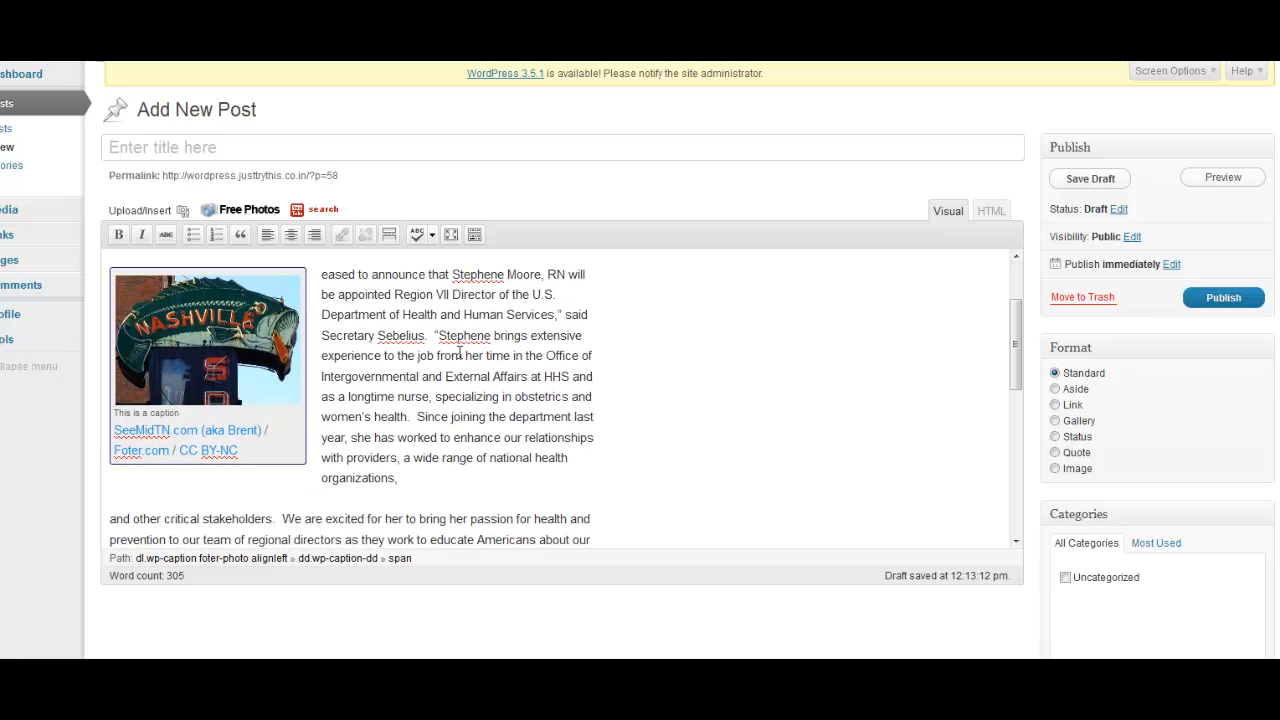 WordPress 3.5.1 is available! Please notify the site administrator.
Screen Options
Help
shboard
sts
sts
ew
ories
edia
nks
ges
mments
ofile
ols
llapse menu
Add New Post
Enter title here
Permalink: http://wordpress.justtrythis.co.in/?p=58
Upload/Insert
Free Photos
You Tube search
Visual
HTML
B I ABC
ABC
NASHVILLE
This is a caption
SeeMidTN.com (aka Brent) /
Foter.com / CC BY-NC
eased to announce that Stephene Moore, RN will
be appointed Region VII Director of the U.S.
Department of Health and Human Services,” said
Secretary Sebelius.  “Stephene brings extensive
experience to the job from her time in the Office of
Intergovernmental and External Affairs at HHS and
as a longtime nurse, specializing in obstetrics and
women’s health.  Since joining the department last
year, she has worked to enhance our relationships
with providers, a wide range of national health
organizations,
and other critical stakeholders.  We are excited for her to bring her passion for health and
prevention to our team of regional directors as they work to educate Americans about our
Path: dl.wp-caption foter-photo alignleft » dd.wp-caption-dd » span
Word count: 305
Draft saved at 12:13:12 pm.
Publish
Save Draft
Preview
Status: Draft Edit
Visibility: Public Edit
Publish immediately Edit
Move to Trash
Publish
Format
Standard
Aside
Link
Gallery
Status
Quote
Image
Categories
All Categories
Most Used
Uncategorized